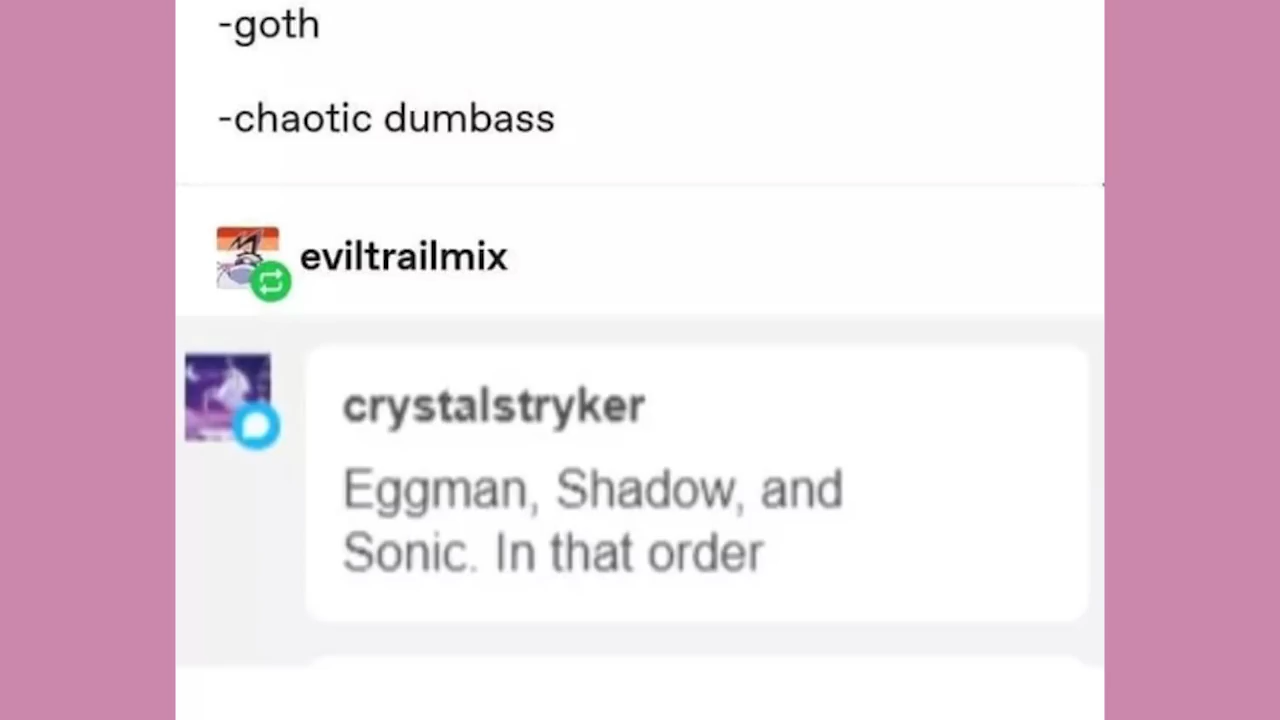 -goth
-chaotic dumbass
eviltrailmix
crystalstryker
Eggman, Shadow, and
Sonic. In that order